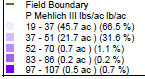 Field Boundary
P Mehlich III lbs/ac lb/ac
19 - 37 (45.7 ac ) (66.5 %)
37 - 51 (21.7 ac ) (31.6 %)
52 - 70 (0.7 ac ) (1.1 %)
83 - 86 (0.2 ac ) (0.2 %)
97 - 107 (0.5 ac ) (0.7 %)